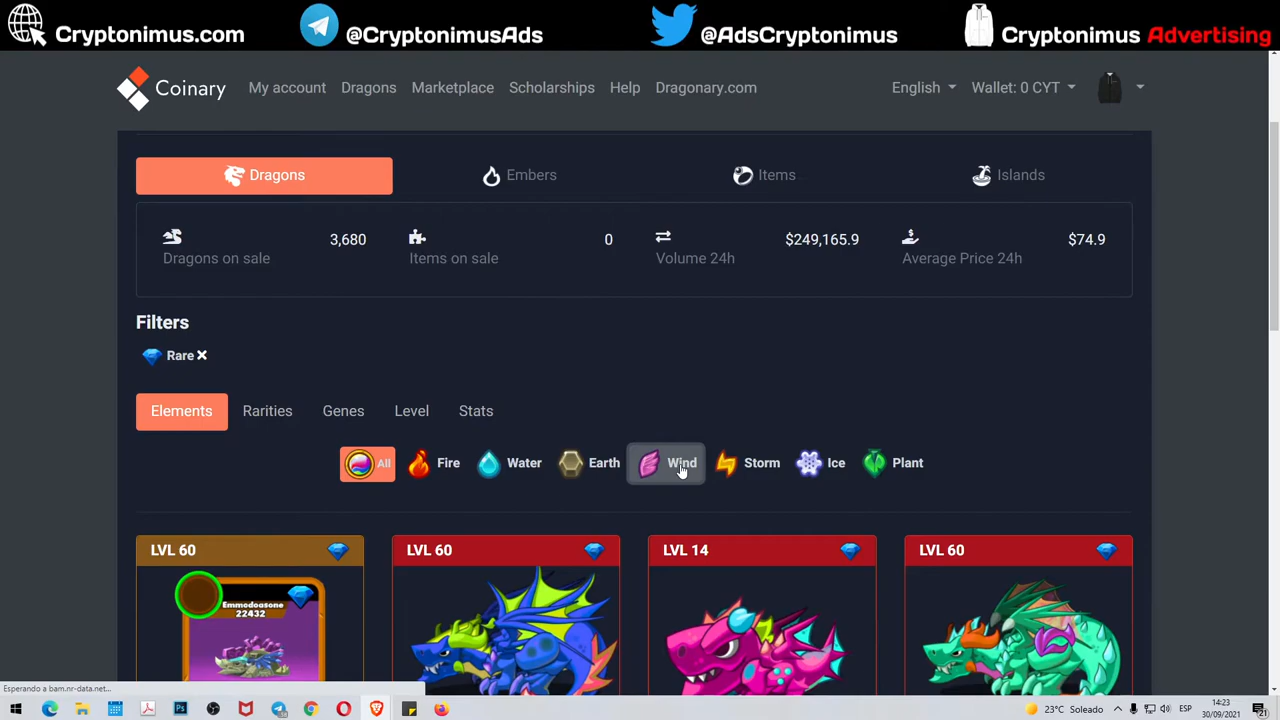 Cryptonimus.com @CryptonimusAds @AdsCryptonimus Cryptonimus Advertising
Coinary My account Dragons Marketplace Scholarships Help Dragonary.com English Wallet: 0 CYT
Dragons Embers Items Islands
3,680 0 $249,165.9 $74.9
Dragons on sale Items on sale Volume 24h Average Price 24h
Filters
Rare
Elements Rarities Genes Level Stats
All Fire Water Earth Wind Storm Ice Plant
LVL 60 LVL 60 LVL 14 LVL 60
Emmodoasone
22432
Esperando a bam.nr-data.net...
23°C Soleado ESP 14:23
30/09/2021
21